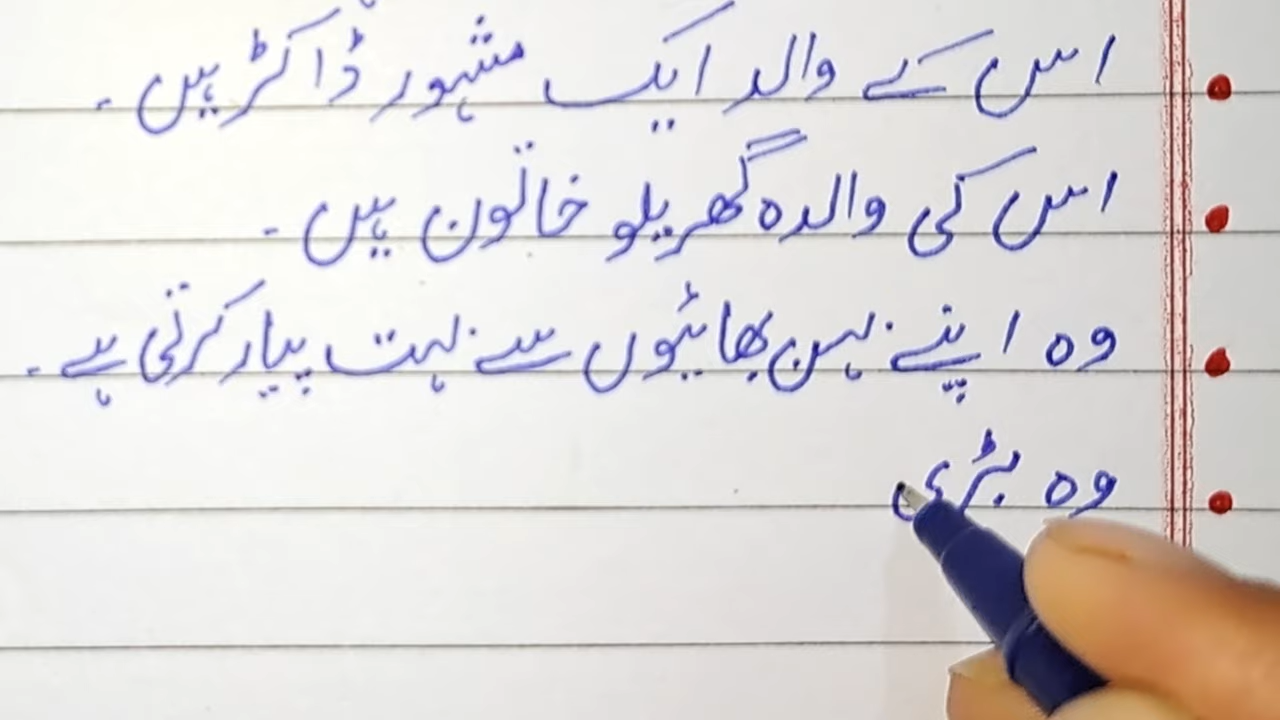 اس کے والد ایک مشہور ڈاکٹر ہیں ۔
اس کی والدہ گھریلو خاتون ہیں ۔
وہ اپنے بہن بھائیوں سے بہت پیار کرتی ہے ۔
وہ بڑی